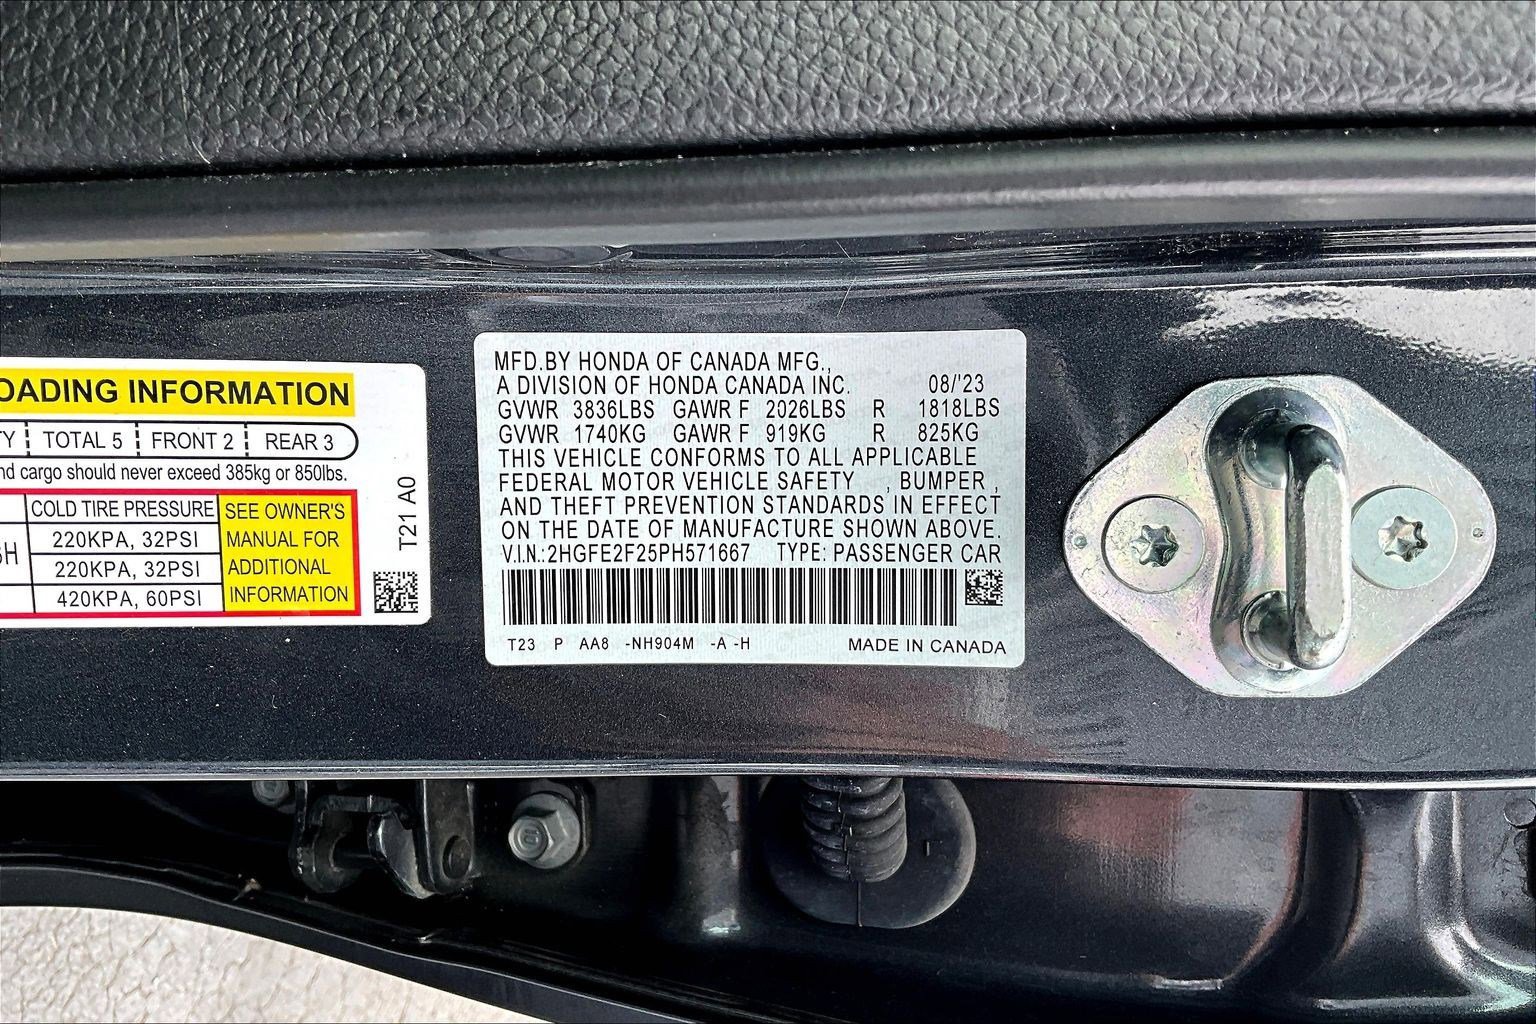 OADING INFORMATION
TY TOTAL 5 FRONT 2 REAR 3
nd cargo should never exceed 385kg or 850lbs.
COLD TIRE PRESSURE
220KPA, 32PSI
220KPA, 32PSI
420KPA, 60PSI
H
SEE OWNER'S
MANUAL FOR
ADDITIONAL
INFORMATION
T21 A0
MFD.BY HONDA OF CANADA MFG.,
A DIVISION OF HONDA CANADA INC. 08/'23
GVWR 3836LBS GAWR F 2026LBS R 1818LBS
GVWR 1740KG GAWR F 919KG R 825KG
THIS VEHICLE CONFORMS TO ALL APPLICABLE
FEDERAL MOTOR VEHICLE SAFETY , BUMPER ,
AND THEFT PREVENTION STANDARDS IN EFFECT
ON THE DATE OF MANUFACTURE SHOWN ABOVE.
V.I.N.:2HGFE2F25PH571667 TYPE: PASSENGER CAR
T23 P AA8 -NH904M -A -H MADE IN CANADA